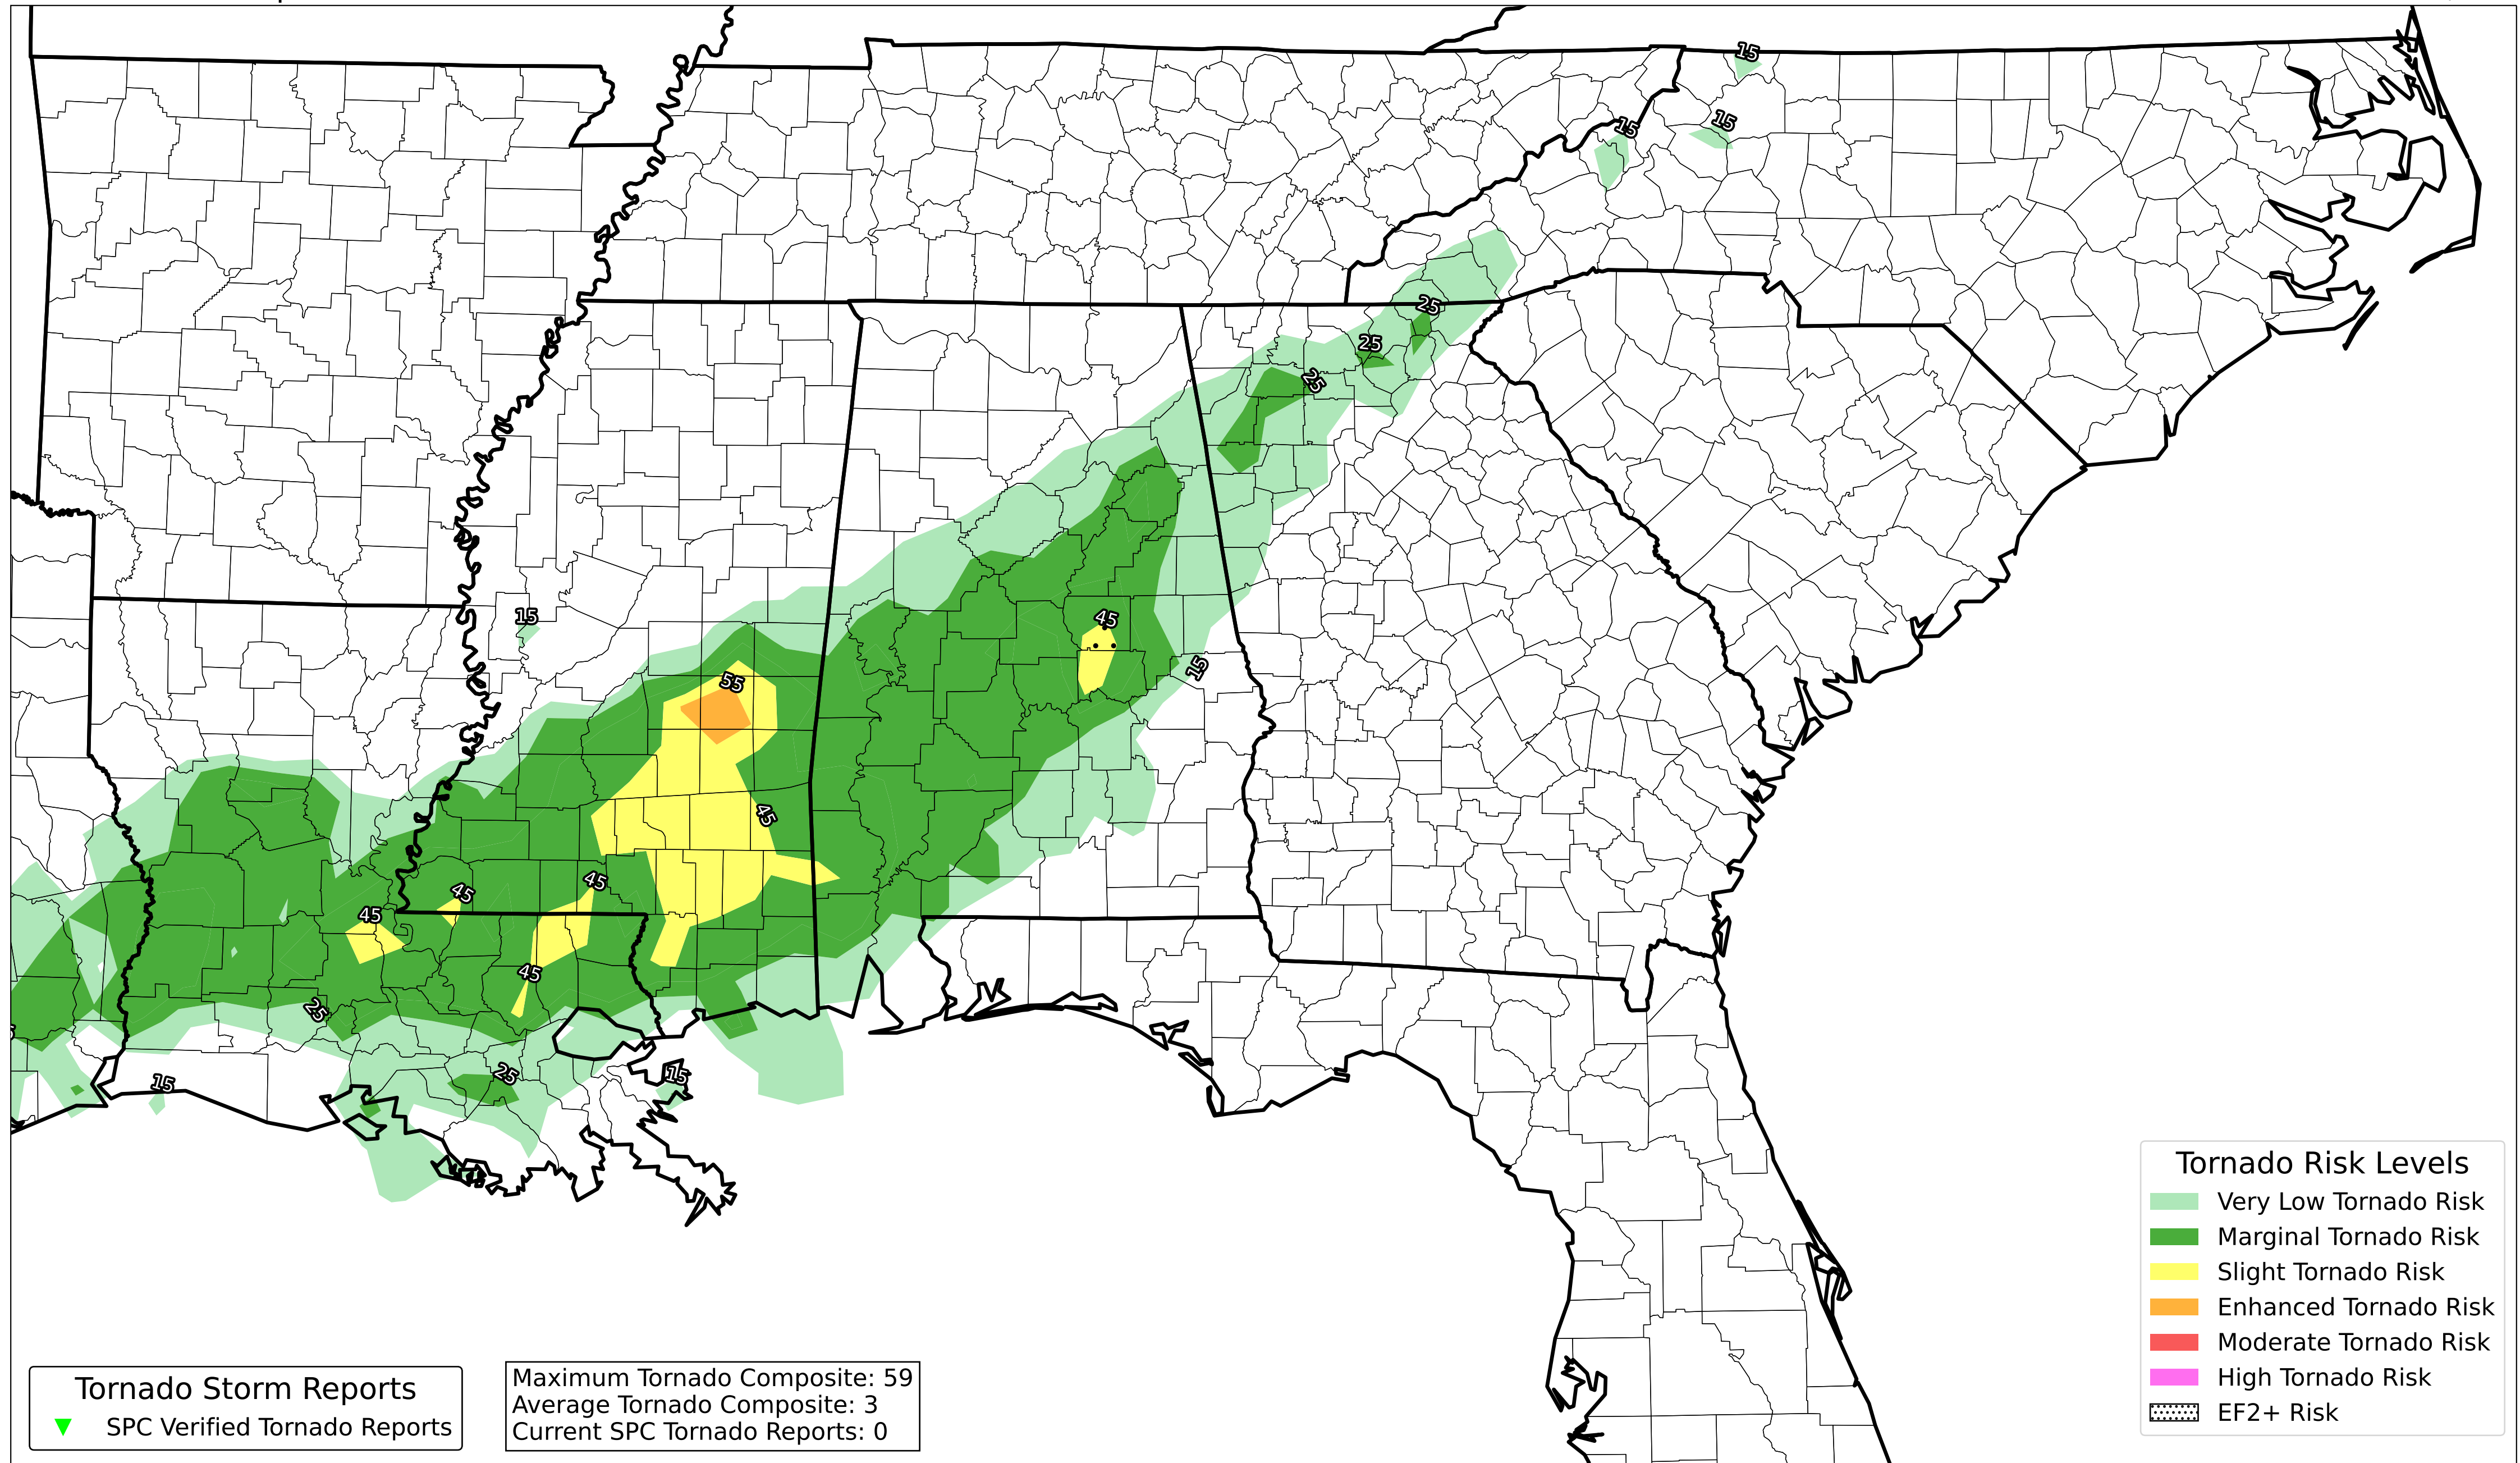 15
15
15
25
25
25
15
45
15
55
45
45
45
45
45
25
25
15
15
Tornado Risk Levels
Very Low Tornado Risk
Marginal Tornado Risk
Slight Tornado Risk
Enhanced Tornado Risk
Moderate Tornado Risk
High Tornado Risk
EF2+ Risk
Tornado Storm Reports
SPC Verified Tornado Reports
Maximum Tornado Composite: 59
Average Tornado Composite: 3
Current SPC Tornado Reports: 0